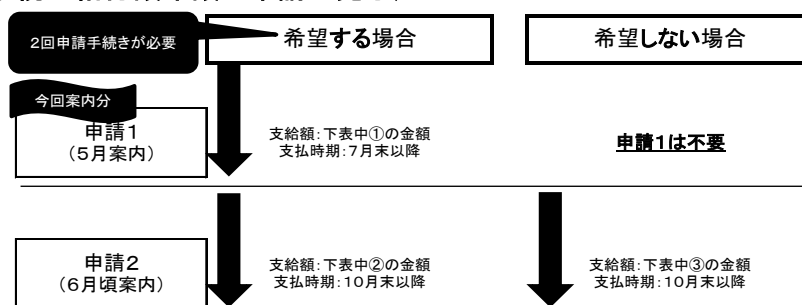 2回申請手続きが必要
希望する場合
希望しない場合
今回案内分
申請1
（5月案内）
支給額：下表中①の金額
支払時期：7月末以降
申請1は不要
申請2
（6月頃案内）
支給額：下表中②の金額
支払時期：10月末以降
支給額：下表中③の金額
支払時期：10月末以降